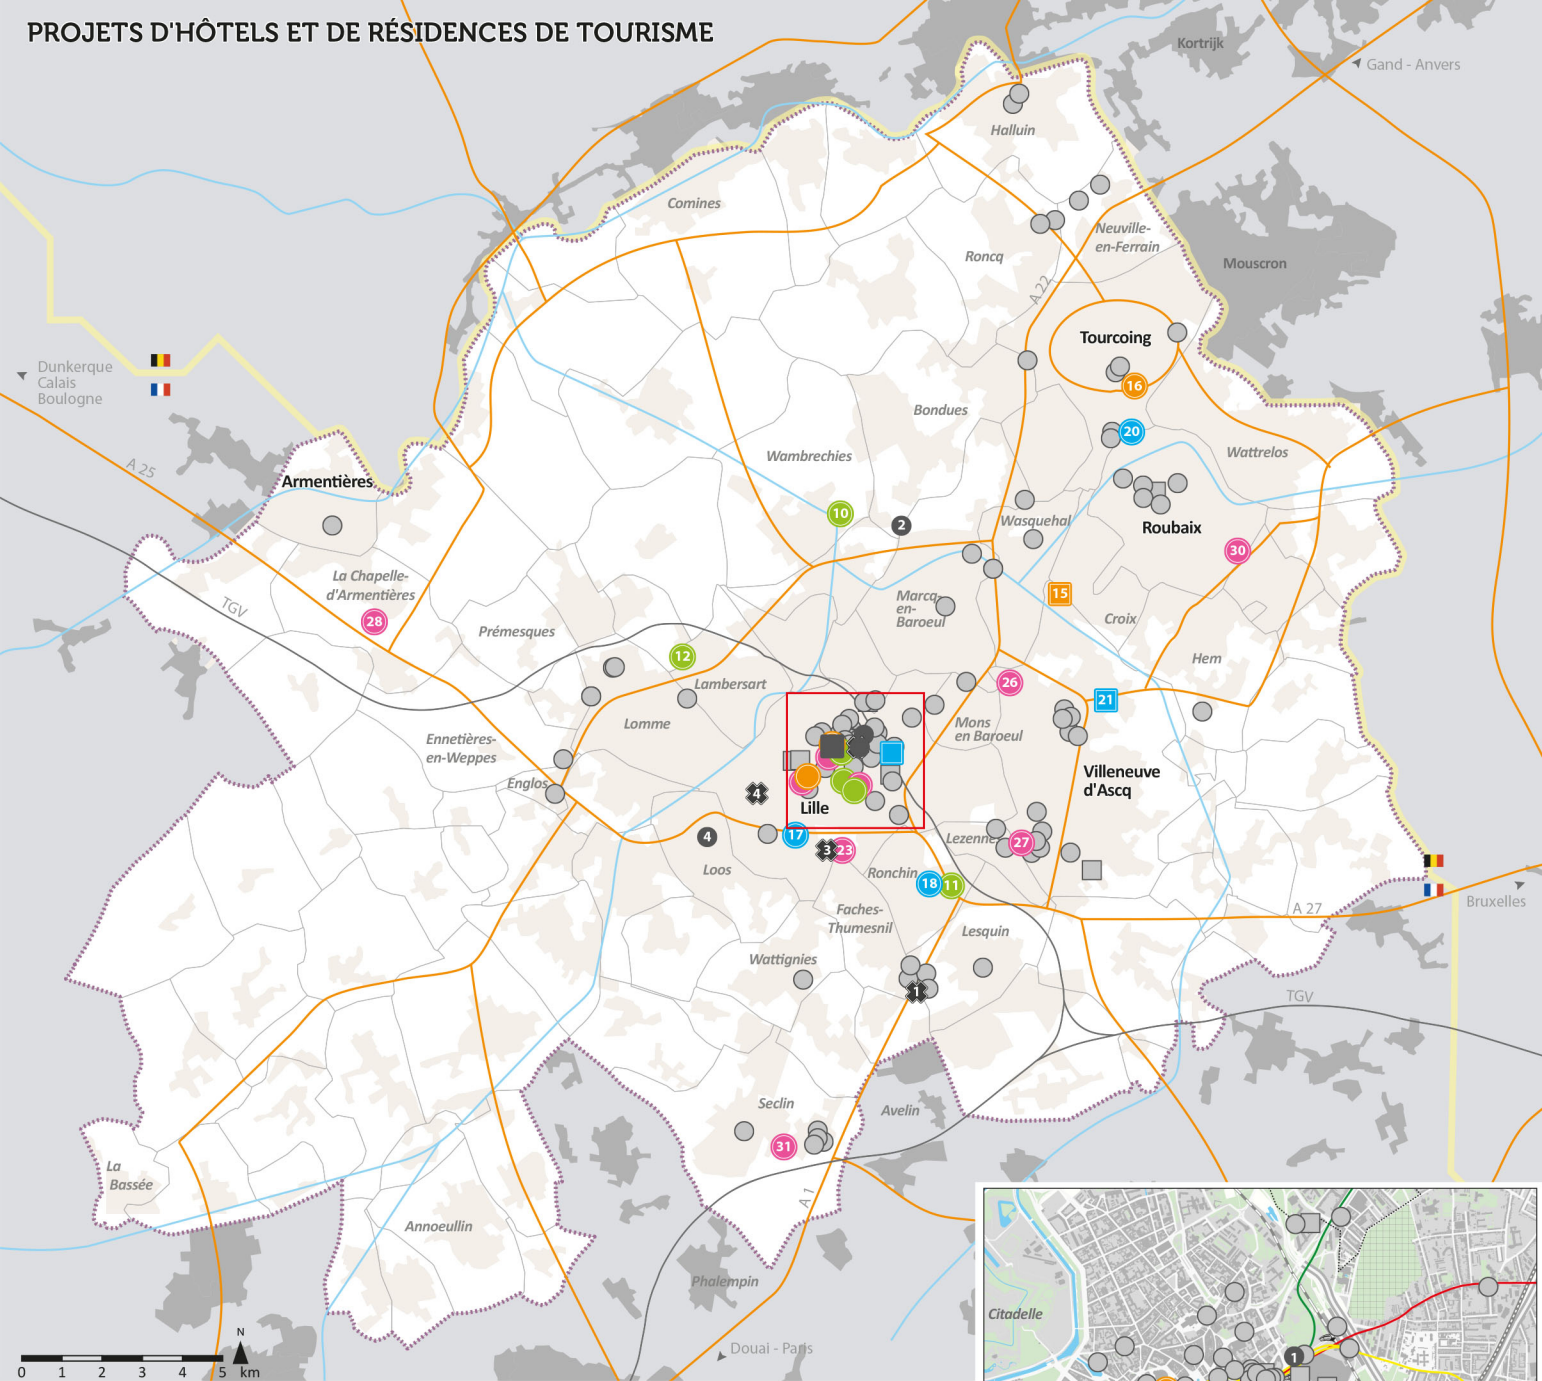 PROJETS D'HÔTELS ET DE RÉSIDENCES DE TOURISME
Kortrijk
Gand - Anvers
Halluin
Comines
Neuville-
en-Ferrain
Roncq
Mouscron
A 22
Tourcoing
Dunkerque
Calais
Boulogne
16
Bondues
20
Wattrelos
Wambrechies
A 25
Armentières
10
2
Wasquehal
Roubaix
30
La Chapelle-
d'Armentières
15
Marcq-
en-
Baroeul
TGV
28
Croix
Prémesques
12
Hem
Lambersart
26
21
Lomme
Mons
en Baroeul
Ennetières-
en-Weppes
Villeneuve
d'Ascq
Englos
4
Lille
4
17
3
23
Lezenne
27
Loos
Ronchin
18
11
Bruxelles
A 27
Faches-
Thumesnil
Lesquin
Wattignies
1
TGV
Seclin
Avelin
31
La
Bassée
A 1
Annoeullin
Phalempin
Citadelle
N
Douai - Paris
1
0 1 2 3 4 5 km